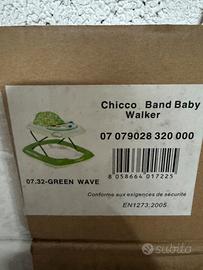 Chicco Band Baby
Walker
07 079028 320 000
8 058664 017225
07.32-GREEN WAVE
Conforme aux exigences de sécurité
EN1273:2005
subito